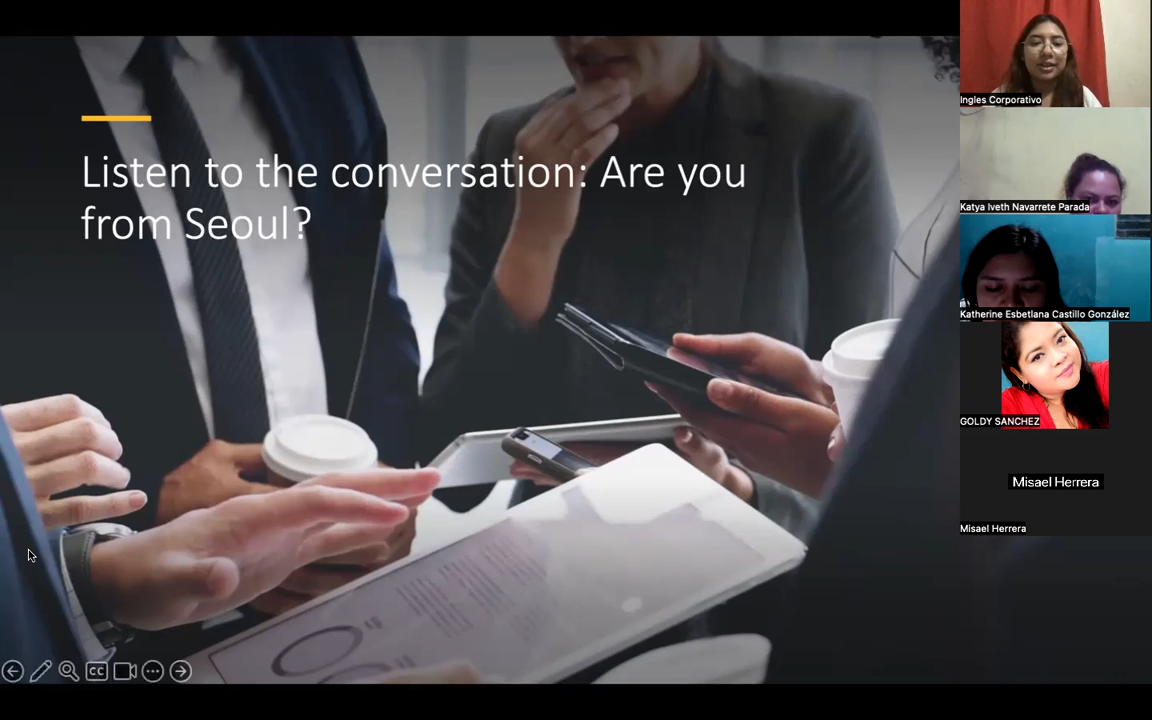 Listen to the conversation: Are you
from Seoul?
Ingles Corporativo
Katya Iveth Navarrete Parada
Katherine Esbetlana Castillo González
GOLDY SANCHEZ
Misael Herrera
Misael Herrera
CC